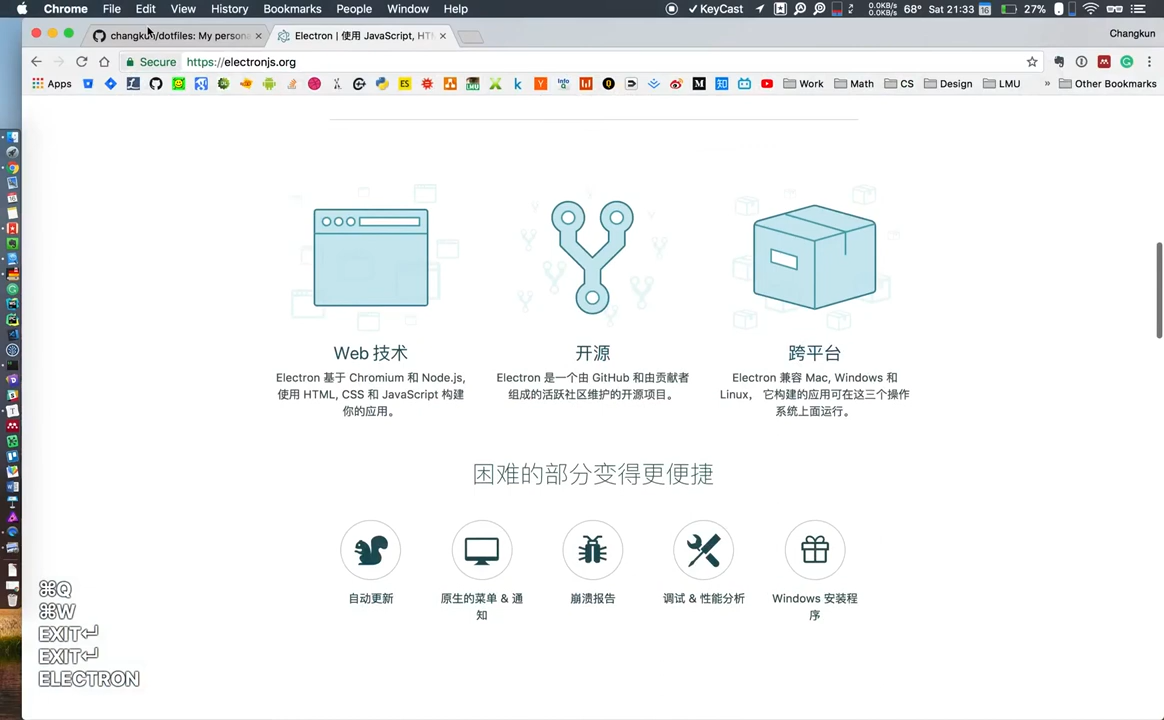 Chrome File Edit View History Bookmarks People Window Help KeyCast 0.0KB/s 0.0KB/s 68° Sat 21:33 16 27%
changkun/dotfiles: My persona Electron | 使用 JavaScript, HT Changkun
Secure https://electronjs.org
Apps Work Math CS Design LMU » Other Bookmarks
Web 技术 开源 跨平台
Electron 基于 Chromium 和 Node.js, Electron 是一个由 GitHub 和由贡献者 Electron 兼容 Mac, Windows 和
使用 HTML, CSS 和 JavaScript 构建 组成的活跃社区维护的开源项目。 Linux， 它构建的应用可在这三个操作
你的应用。 系统上面运行。
困难的部分变得更便捷
自动更新 原生的菜单 & 通 崩溃报告 调试 & 性能分析 Windows 安装程
知 序
⌘Q
⌘W
EXIT↵
EXIT↵
ELECTRON